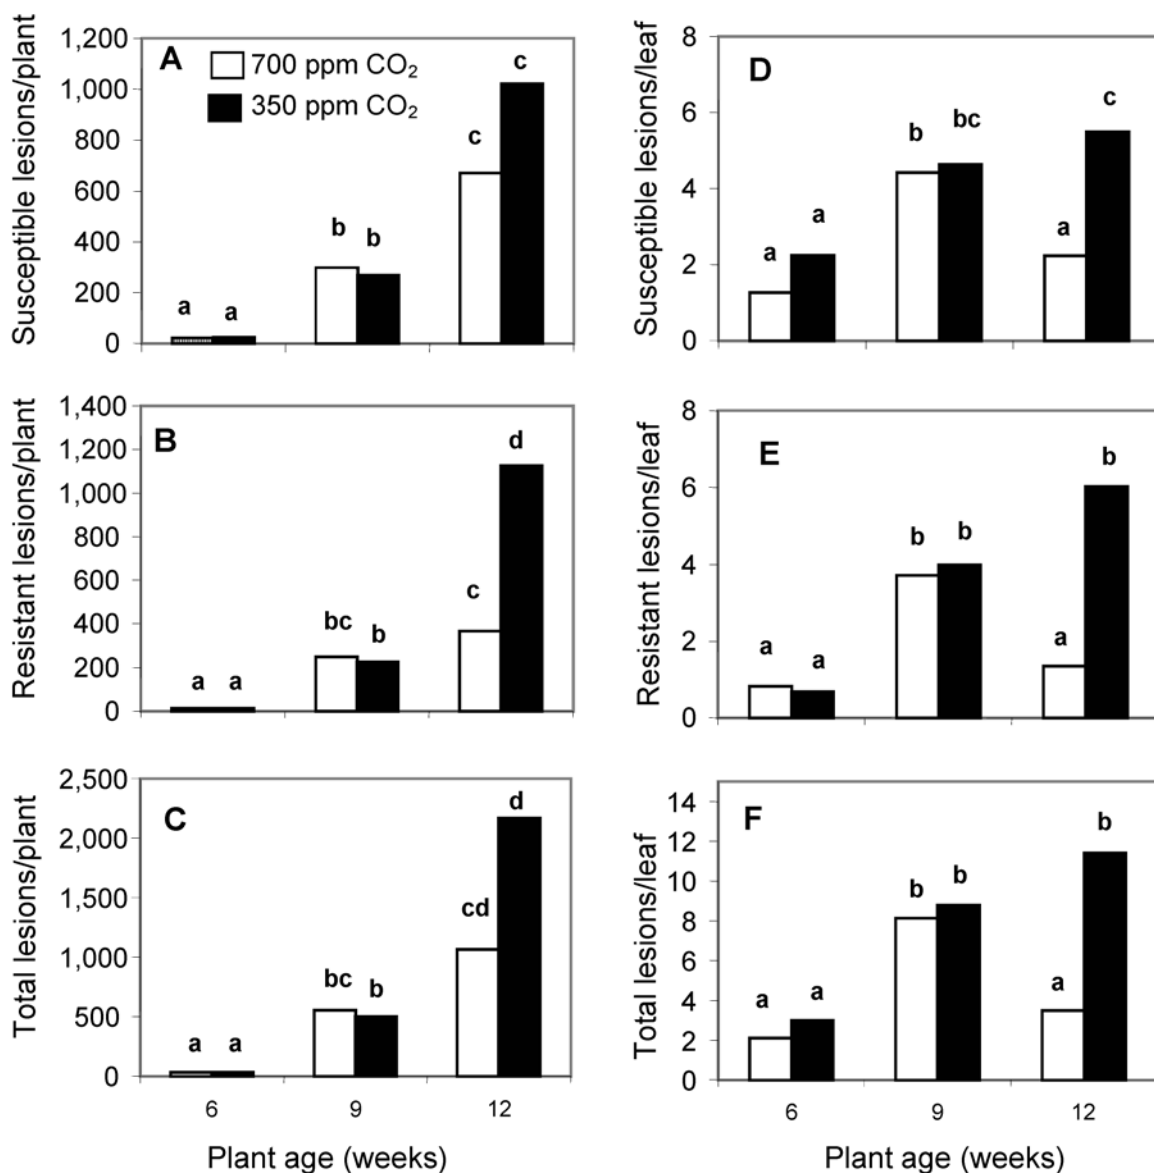 Susceptible lesions/plant
1,200
1,000
800
600
400
200
0
A
700 ppm CO₂
350 ppm CO₂
a a b b c c
Susceptible lesions/leaf
8
6
4
2
0
D
a a b bc a c
Resistant lesions/plant
1,400
1,200
1,000
800
600
400
200
0
B
a a bc b c d
Resistant lesions/leaf
8
6
4
2
0
E
a a b b a b
Total lesions/plant
2,500
2,000
1,500
1,000
500
0
C
a a bc b cd d
6 9 12
Plant age (weeks)
Total lesions/leaf
14
12
10
8
6
4
2
0
F
a a b b a b
6 9 12
Plant age (weeks)